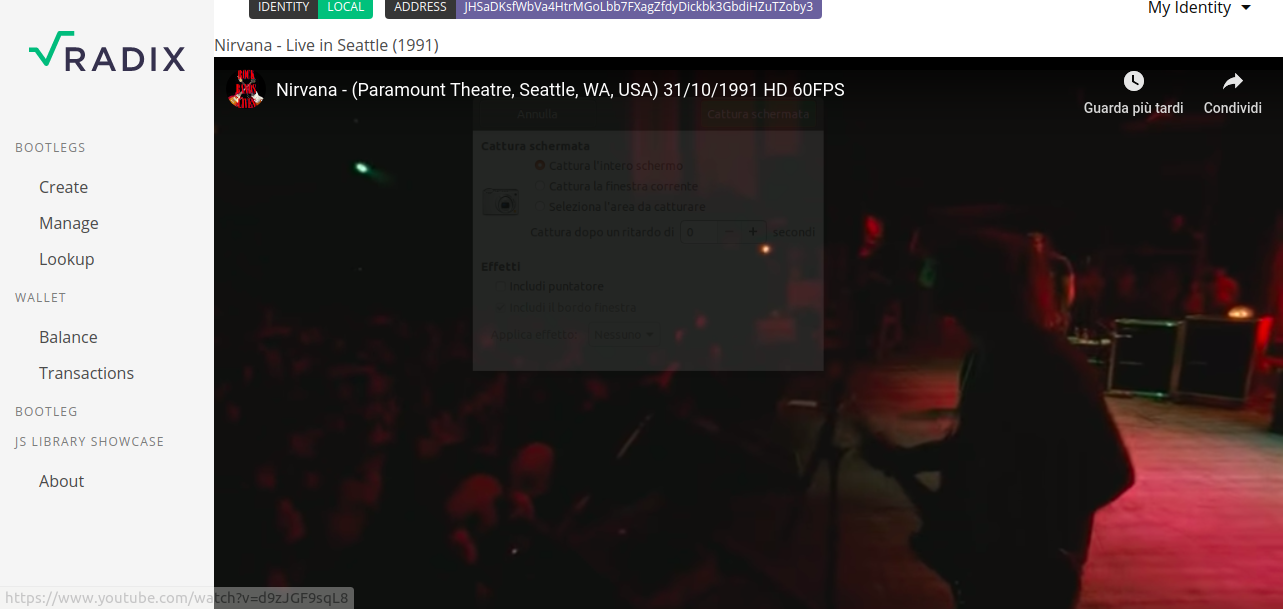 IDENTITY LOCAL ADDRESS JHSaDKsfWbVa4HtrMGoLbb7FXagZfdyDickbk3GbdiHZuTZoby3 My Identity
RADIX
Nirvana - Live in Seattle (1991)
Nirvana - (Paramount Theatre, Seattle, WA, USA) 31/10/1991 HD 60FPS
Guarda più tardi Condividi
Annulla Cattura schermata
Cattura schermata
Cattura l'intero schermo
Cattura la finestra corrente
Seleziona l'area da catturare
Cattura dopo un ritardo di 0 - + secondi
Effetti
Includi puntatore
Includi il bordo finestra
Applica effetto: Nessuno
BOOTLEGS
Create
Manage
Lookup
WALLET
Balance
Transactions
BOOTLEG
JS LIBRARY SHOWCASE
About
https://www.youtube.com/watch?v=d9zJGF9sqL8